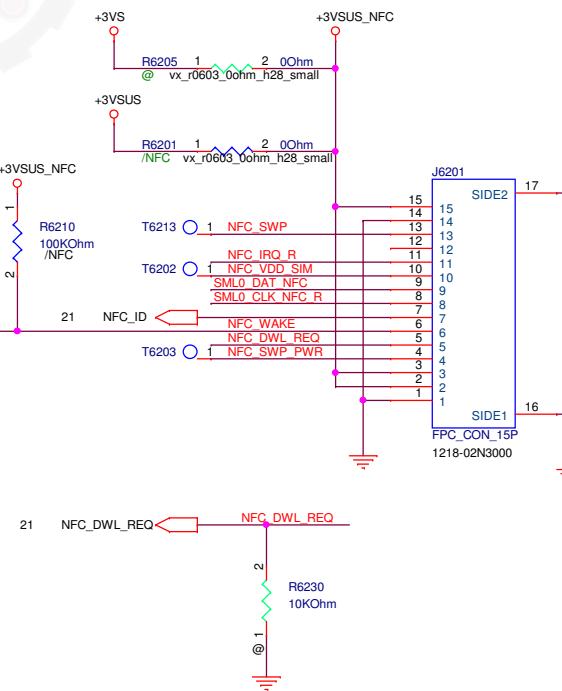 +3VS
+3VSUS_NFC
R6205 1 2 0Ohm
@ vx_r0603_0ohm_h28_small
+3VSUS
R6201 1 2 0Ohm
/NFC vx_r0603_0ohm_h28_small
+3VSUS_NFC
1
R6210
100KOhm
/NFC
2
J6201
SIDE2 17
15 15
14 14
T6213 1 NFC_SWP 13 13
12 12
NFC_IRQ_R 11 11
T6202 1 NFC_VDD_SIM 10 10
SML0_DAT_NFC 9 9
SML0_CLK_NFC_R 8 8
21 NFC_ID 7 7
NFC_WAKE 6 6
NFC_DWL_REQ 5 5
T6203 1 NFC_SWP_PWR 4 4
3 3
2 2
1 1
SIDE1 16
FPC_CON_15P
1218-02N3000
21 NFC_DWL_REQ NFC_DWL_REQ
2
R6230
10KOhm
@ 1